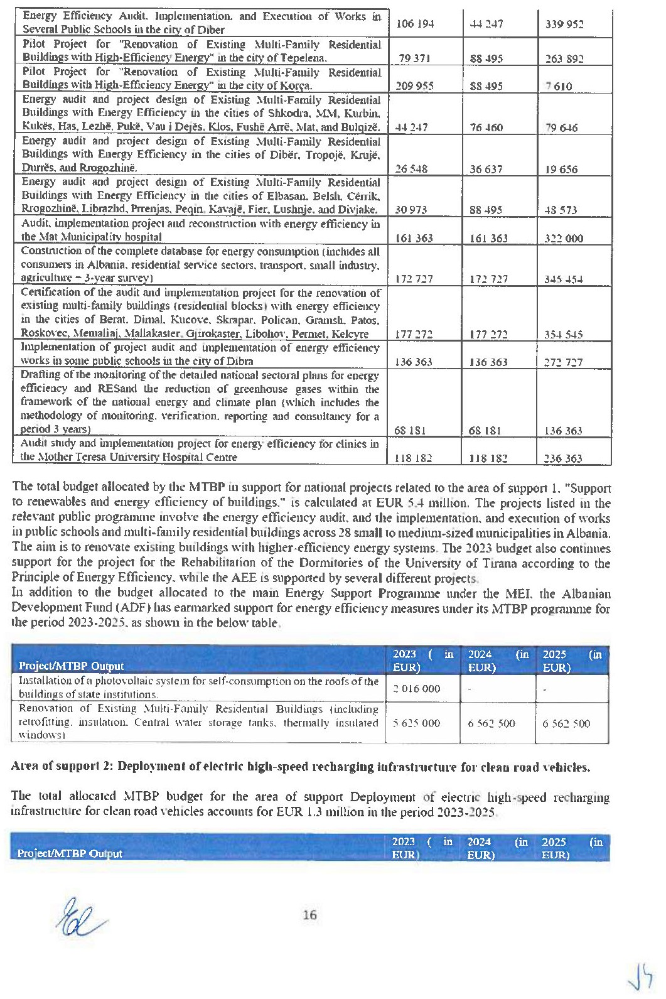 Energy Efficiency Audit, Implementation, and Execution of Works in
Several Public Schools in the city of Diber
106 194
44 247
339 952
Pilot Project for "Renovation of Existing Multi-Family Residential
Buildings with High-Efficiency Energy" in the city of Tepelena.
79 371
88 495
263 892
Pilot Project for "Renovation of Existing Multi-Family Residential
Buildings with High-Efficiency Energy" in the city of Korça.
209 955
88 495
7 610
Energy audit and project design of Existing Multi-Family Residential
Buildings with Energy Efficiency in the cities of Shkodra, MM, Kurbin,
Kukës, Has, Lezhë, Pukë, Vau i Dejës, Klos, Fushë Arrë, Mat, and Bulqizë.
44 247
76 460
79 646
Energy audit and project design of Existing Multi-Family Residential
Buildings with Energy Efficiency in the cities of Dibër, Tropojë, Krujë,
Durrës, and Rrogozhinë.
26 548
36 637
19 656
Energy audit and project design of Existing Multi-Family Residential
Buildings with Energy Efficiency in the cities of Elbasan, Belsh, Cërrik,
Rrogozhinë, Librazhd, Prrenjas, Peqin, Kavajë, Fier, Lushnje, and Divjake.
30 973
88 495
48 573
Audit, implementation project and reconstruction with energy efficiency in
the Mat Municipality hospital
161 363
161 363
322 000
Construction of the complete database for energy consumption (includes all
consumers in Albania, residential service sectors, transport, small industry,
agriculture – 3-year survey)
172 727
172 727
345 454
Certification of the audit and implementation project for the renovation of
existing multi-family buildings (residential blocks) with energy efficiency
in the cities of Berat, Dimal, Kucove, Skrapar, Polican, Gramsh, Patos,
Roskovec, Memaliaj, Mallakaster, Gjirokaster, Libohov, Permet, Kelcyre
177 272
177 272
354 545
Implementation of project audit and implementation of energy efficiency
works in some public schools in the city of Dibra
136 363
136 363
272 727
Drafting of the monitoring of the detailed national sectoral plans for energy
efficiency and RESand the reduction of greenhouse gases within the
framework of the national energy and climate plan (which includes the
methodology of monitoring, verification, reporting and consultancy for a
period 3 years)
68 181
68 181
136 363
Audit study and implementation project for energy efficiency for clinics in
the Mother Teresa University Hospital Centre
118 182
118 182
236 363
The total budget allocated by the MTBP in support for national projects related to the area of support 1, "Support
to renewables and energy efficiency of buildings." is calculated at EUR 5.4 million. The projects listed in the
relevant public programme involve the energy efficiency audit, and the implementation, and execution of works
in public schools and multi-family residential buildings across 28 small to medium-sized municipalities in Albania.
The aim is to renovate existing buildings with higher-efficiency energy systems. The 2023 budget also continues
support for the project for the Rehabilitation of the Dormitories of the University of Tirana according to the
Principle of Energy Efficiency, while the AEE is supported by several different projects.
In addition to the budget allocated to the main Energy Support Programme under the MEI, the Albanian
Development Fund (ADF) has earmarked support for energy efficiency measures under its MTBP programme for
the period 2023-2025, as shown in the below table.
Project/MTBP Output
2023 ( in
EUR)
2024 (in
EUR)
2025 (in
EUR)
Installation of a photovoltaic system for self-consumption on the roofs of the
buildings of state institutions.
2 016 000
-
-
Renovation of Existing Multi-Family Residential Buildings (including
retrofitting, insulation, Central water storage tanks, thermally insulated
windows)
5 625 000
6 562 500
6 562 500
Area of support 2: Deployment of electric high-speed recharging infrastructure for clean road vehicles.
The total allocated MTBP budget for the area of support Deployment of electric high-speed recharging
infrastructure for clean road vehicles accounts for EUR 1.3 million in the period 2023-2025.
Project/MTBP Output
2023 ( in
EUR)
2024 (in
EUR)
2025 (in
EUR)
16